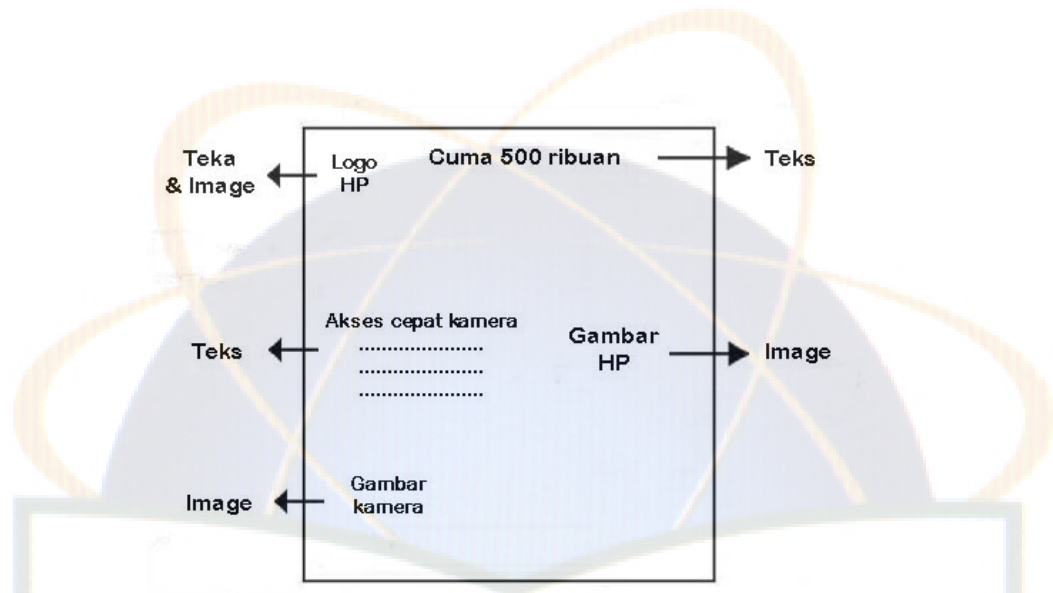 Teka
& Image
Logo
HP
Cuma 500 ribuan
Teks
Teks
Akses cepat kamera
........................
........................
........................
Gambar
HP
Image
Image
Gambar
kamera